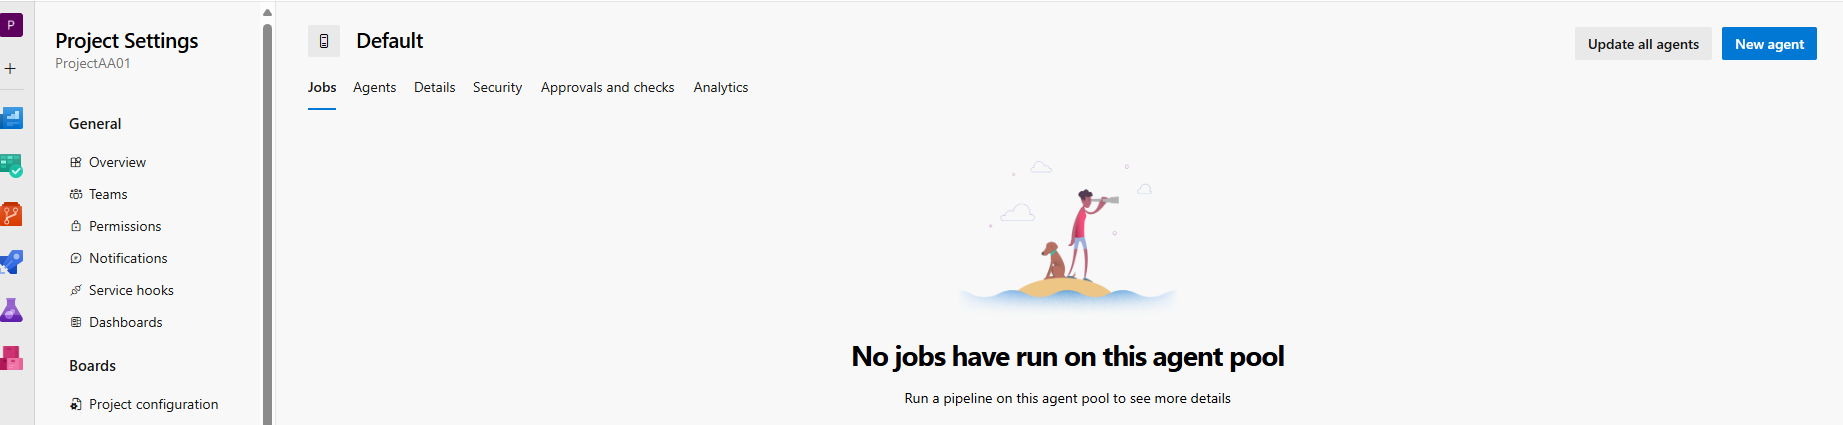 P
Project Settings
ProjectAA01
General
Overview
Teams
Permissions
Notifications
Service hooks
Dashboards
Boards
Project configuration
Default
Update all agents
New agent
Jobs Agents Details Security Approvals and checks Analytics
No jobs have run on this agent pool
Run a pipeline on this agent pool to see more details